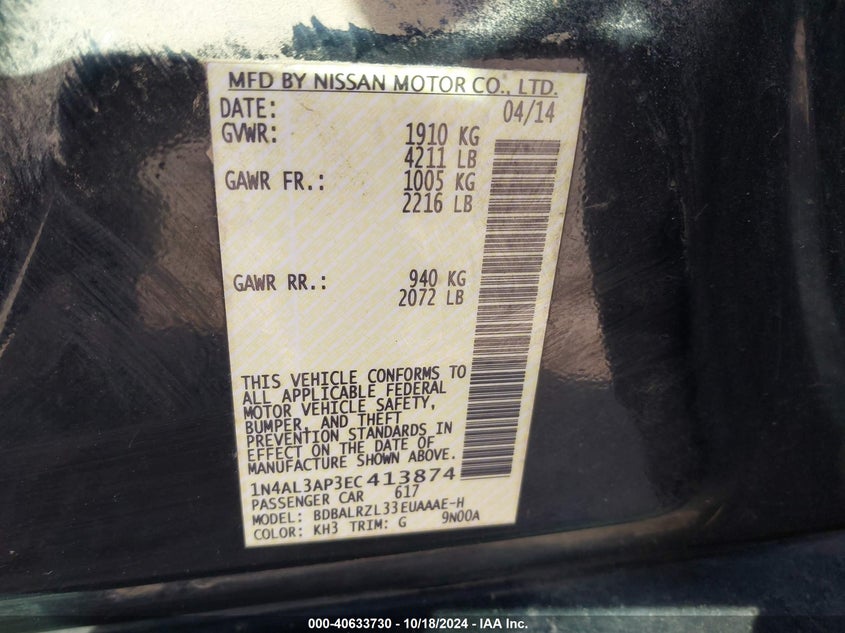 MFD BY NISSAN MOTOR CO., LTD.
DATE: 04/14
GVWR: 1910 KG
4211 LB
GAWR FR.: 1005 KG
2216 LB
GAWR RR.: 940 KG
2072 LB
THIS VEHICLE CONFORMS TO
ALL APPLICABLE FEDERAL
MOTOR VEHICLE SAFETY,
BUMPER, AND THEFT
PREVENTION STANDARDS IN
EFFECT ON THE DATE OF
MANUFACTURE SHOWN ABOVE.
1N4AL3AP3EC413874
PASSENGER CAR 617
MODEL: BDBALRZL33EUAAAE-H
COLOR: KH3 TRIM: G 9N00A
000-40633730 - 10/18/2024 - IAA Inc.